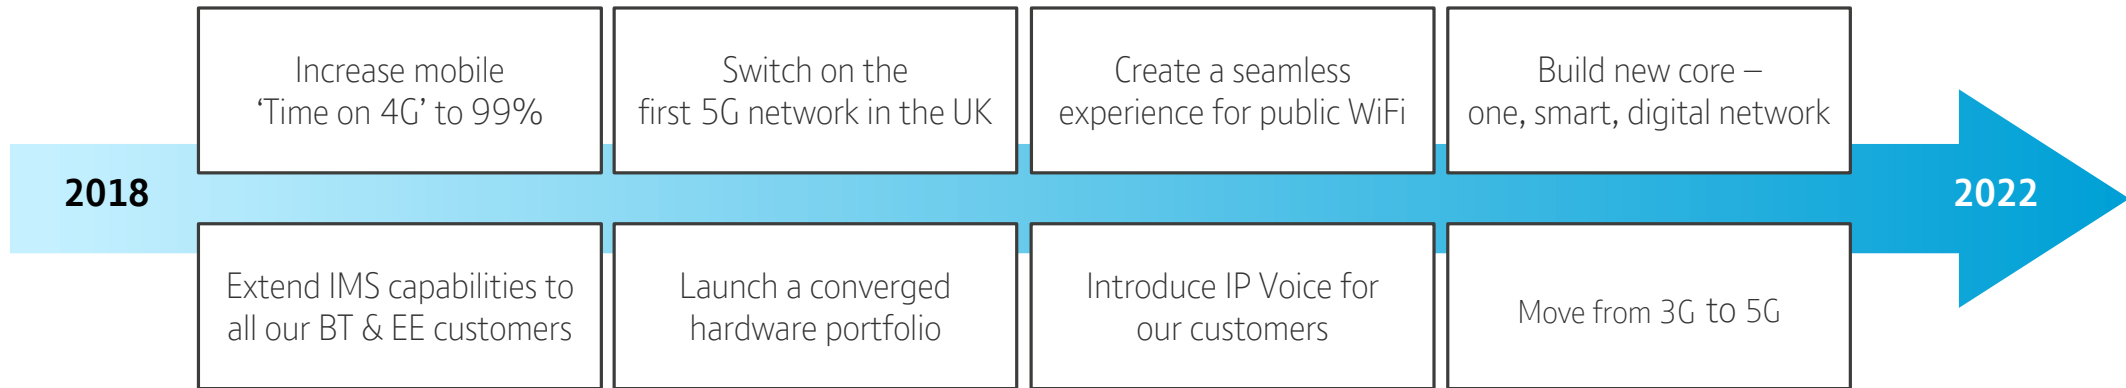 Increase mobile
‘Time on 4G’ to 99%
Switch on the
first 5G network in the UK
Create a seamless
experience for public WiFi
Build new core –
one, smart, digital network
2018
2022
Extend IMS capabilities to
all our BT & EE customers
Launch a converged
hardware portfolio
Introduce IP Voice for
our customers
Move from 3G to 5G